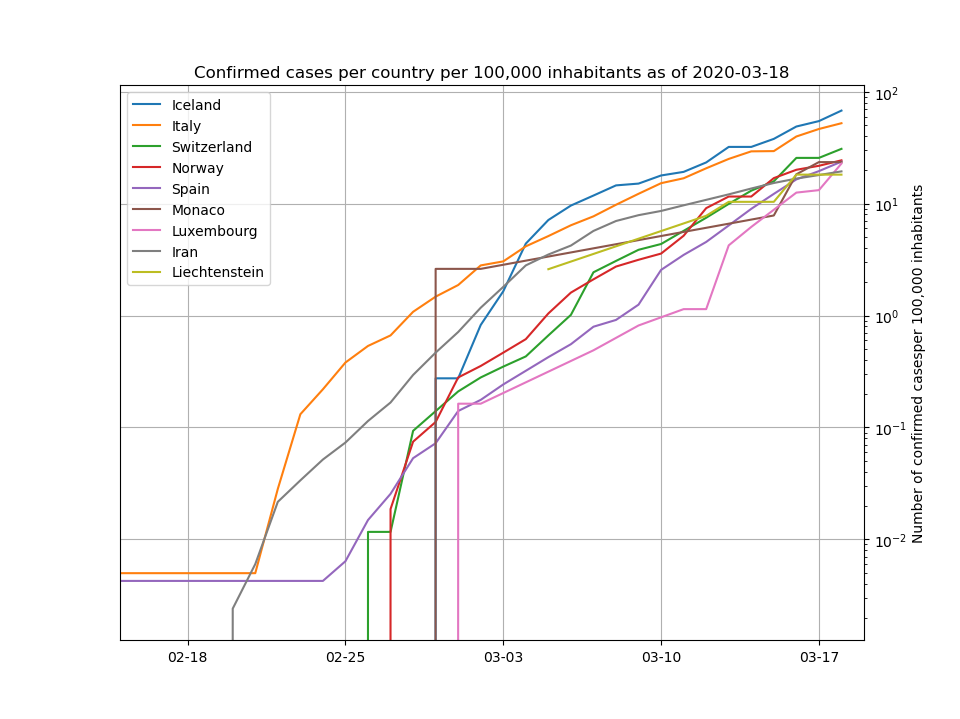 Confirmed cases per country per 100,000 inhabitants as of 2020-03-18
Iceland
Italy
Switzerland
Norway
Spain
Monaco
Luxembourg
Iran
Liechtenstein
10²
10¹
10⁰
10⁻¹
10⁻²
Number of confirmed casesper 100,000 inhabitants
02-18
02-25
03-03
03-10
03-17